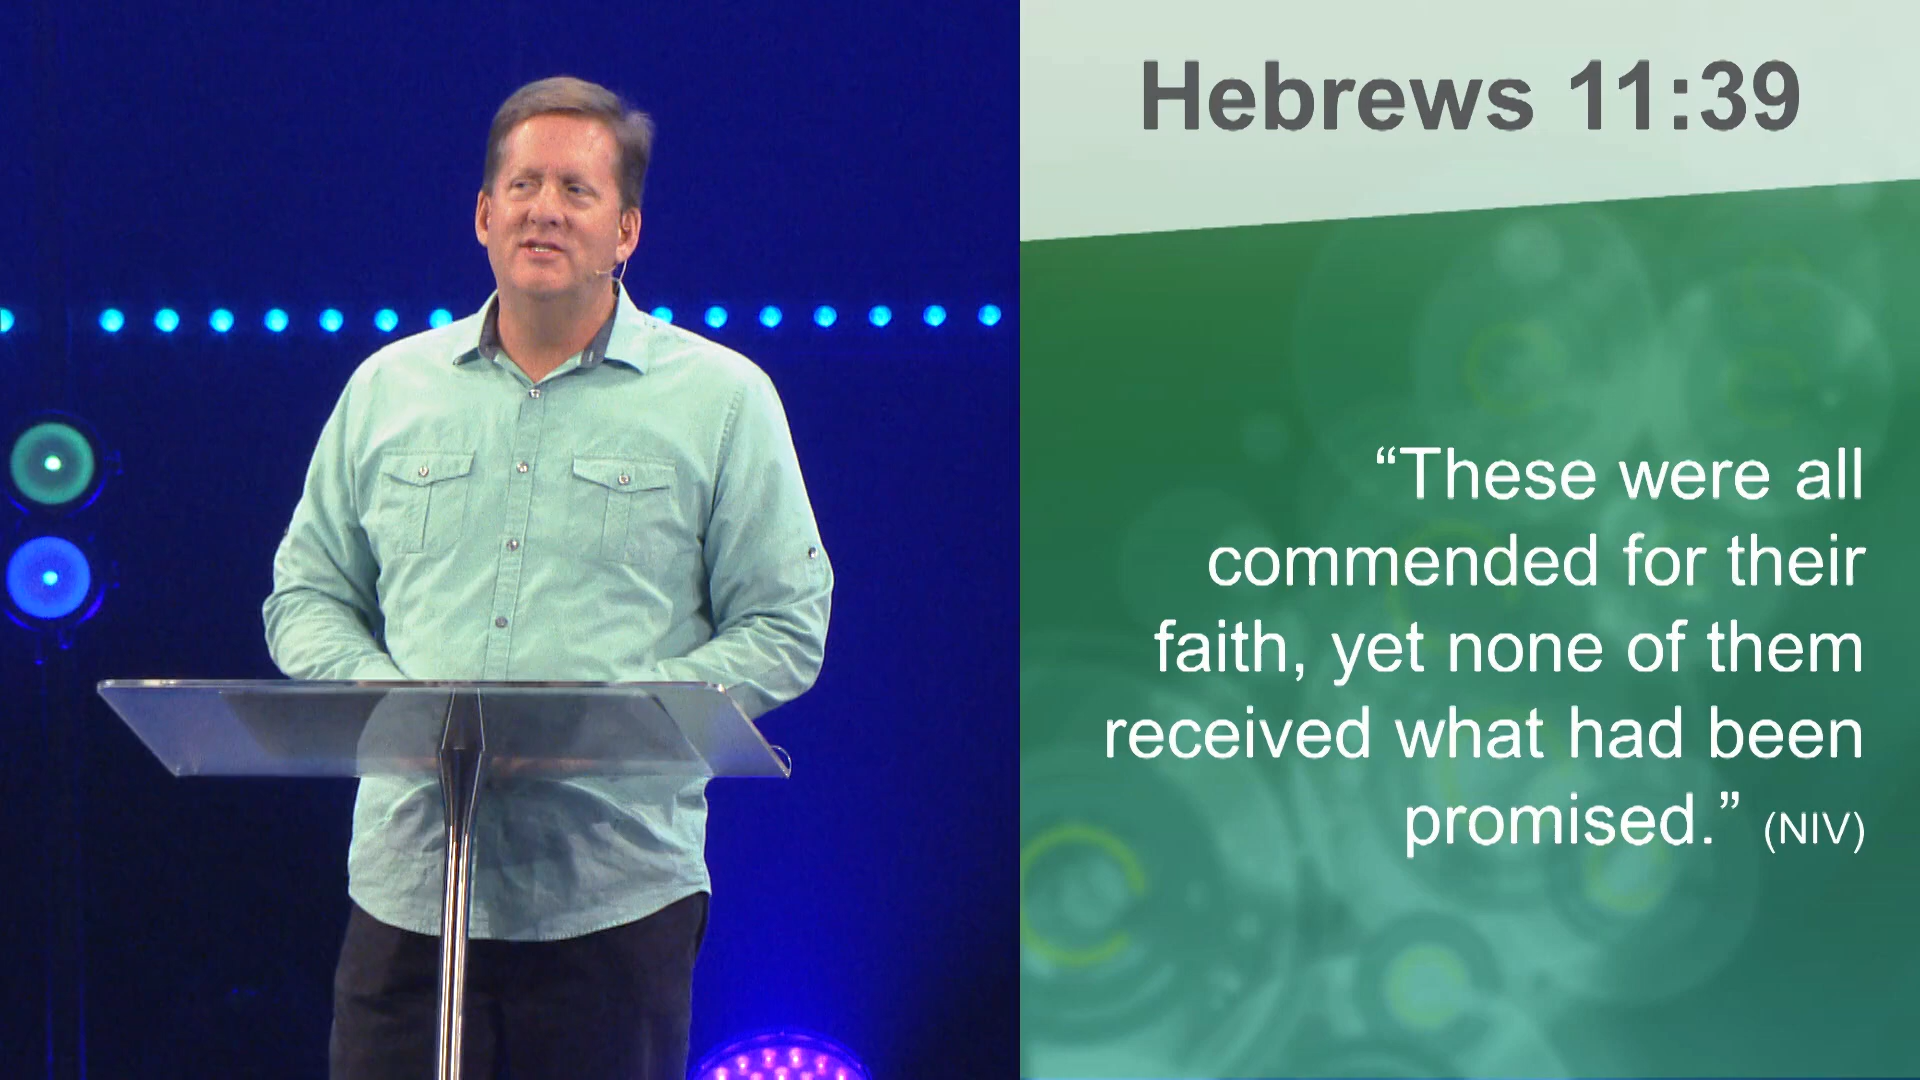 Hebrews 11:39
“These were all
commended for their
faith, yet none of them
received what had been
promised.” (NIV)